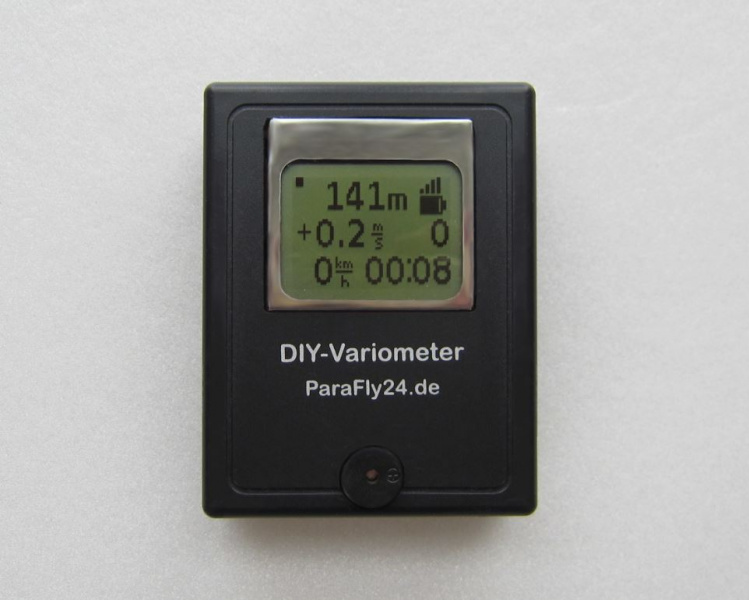 141m
+0.2 m/s 0
0 km/h 00:08
DIY-Variometer
ParaFly24.de